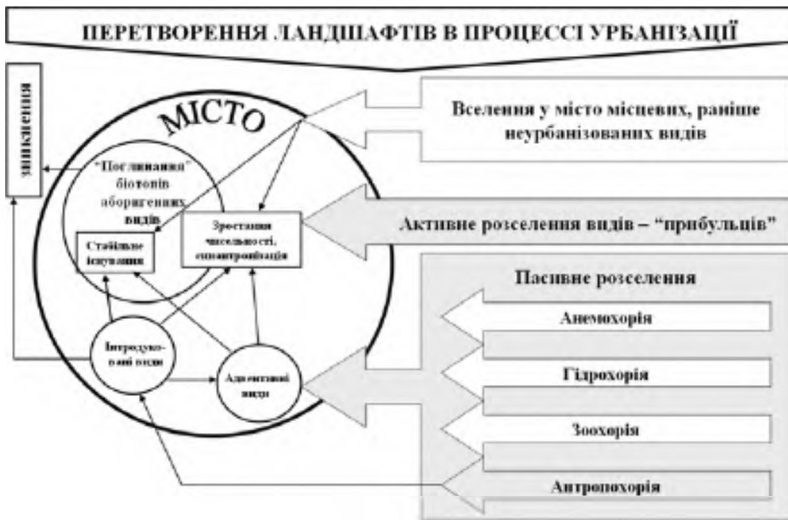 ПЕРЕТВОРЕННЯ ЛАНДШАФТІВ В ПРОЦЕССІ УРБАНІЗАЦІЇ
МІСТО
зникнення
Вселення у місто місцевих, раніше
неурбанізованих видів
"Поглинання"
біотопів
аборигенних
видів
Активне розселення видів – "прибульців"
Зростання
чисельності,
синантропізація
Стабільне
існування
Пасивне розселення
Анемохорія
Інтродуко-
вані види
Адвентивні
види
Гідрохорія
Зоохорія
Антропохорія